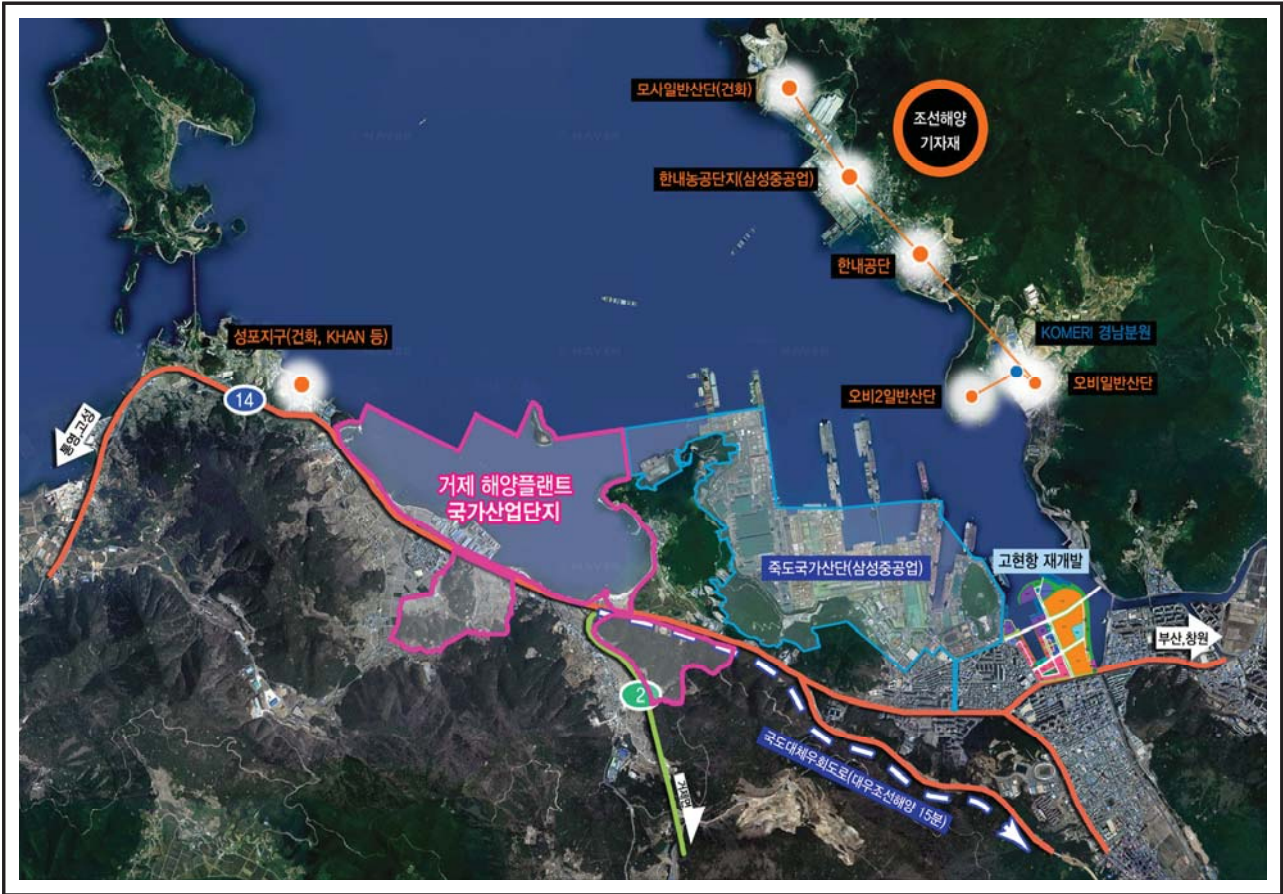 모사일반산단(건화)
조선해양
기자재
한내농공단지(삼성중공업)
한내공단
KOMERI 경남분원
성포지구(건화, KHAN 등)
오비2일반산단
오비일반산단
14
통영,고성
거제 해양플랜트
국가산업단지
죽도국가산단(삼성중공업)
고현항 재개발
부산,창원
2
국도대체우회도로(대우조선해양 15분)
거제면